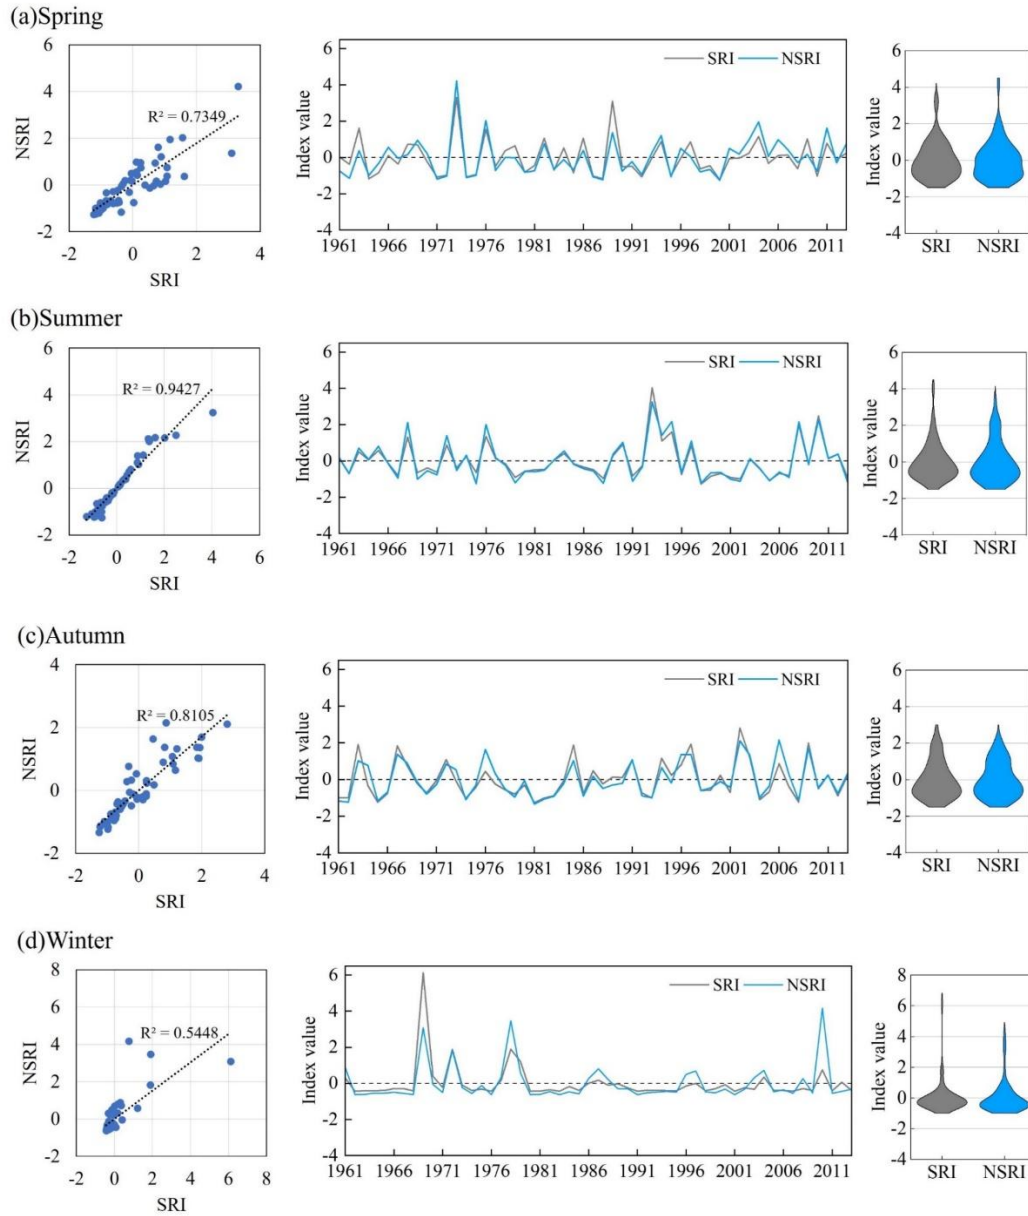 (a)Spring
6
4
2
0
-2
-2 0 2 4
NSRI
SRI
R² = 0.7349
6
4
2
0
-2
-4
Index value
SRI NSRI
1961 1966 1971 1976 1981 1986 1991 1996 2001 2006 2011
6
4
2
0
-2
-4
Index value
SRI NSRI
(b)Summer
6
4
2
0
-2
-2 0 2 4 6
NSRI
SRI
R² = 0.9427
6
4
2
0
-2
-4
Index value
SRI NSRI
1961 1966 1971 1976 1981 1986 1991 1996 2001 2006 2011
6
4
2
0
-2
-4
Index value
SRI NSRI
(c)Autumn
4
2
0
-2
-2 0 2 4
NSRI
SRI
R² = 0.8105
6
4
2
0
-2
-4
Index value
SRI NSRI
1961 1966 1971 1976 1981 1986 1991 1996 2001 2006 2011
6
4
2
0
-2
-4
Index value
SRI NSRI
(d)Winter
8
6
4
2
0
-2
-2 0 2 4 6 8
NSRI
SRI
R² = 0.5448
6
4
2
0
-2
-4
Index value
SRI NSRI
1961 1966 1971 1976 1981 1986 1991 1996 2001 2006 2011
8
6
4
2
0
-2
-4
Index value
SRI NSRI